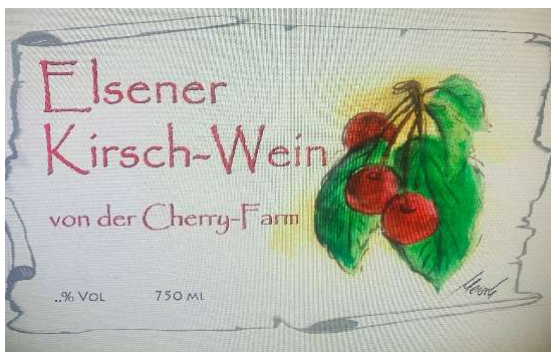 Elsener
Kirsch-Wein
von der Cherry-Farm
..% Vol
750 ml